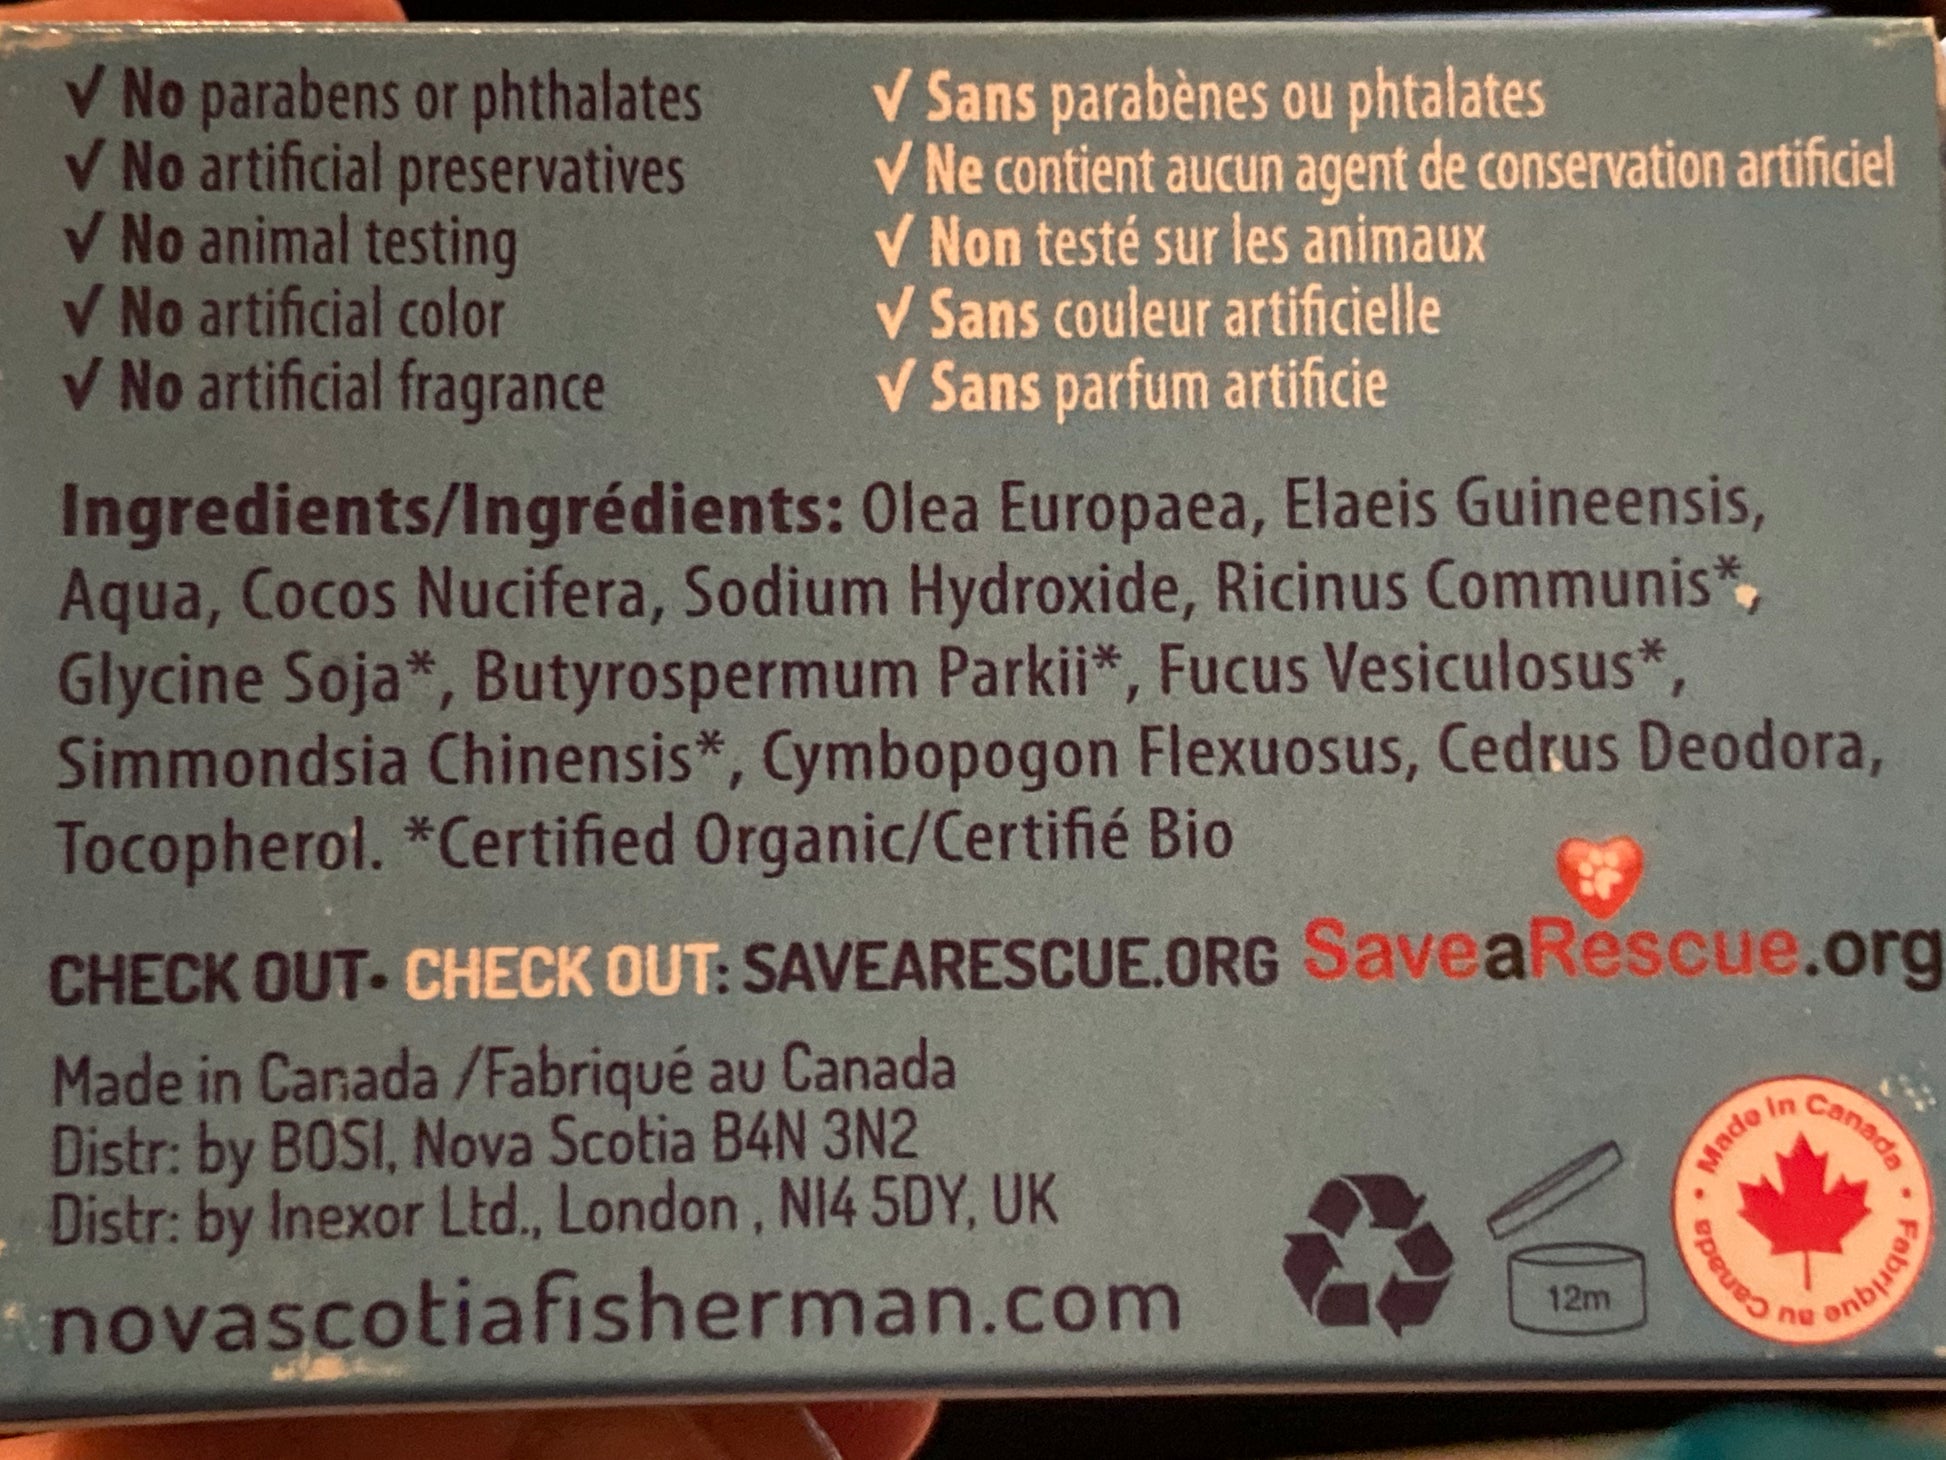 √ No parabens or phthalates
√ No artificial preservatives
√ No animal testing
√ No artificial color
√ No artificial fragrance
√ Sans parabènes ou phtalates
√ Ne contient aucun agent de conservation artificiel
√ Non testé sur les animaux
√ Sans couleur artificielle
√ Sans parfum artificie
Ingredients/Ingrédients: Olea Europaea, Elaeis Guineensis,
Aqua, Cocos Nucifera, Sodium Hydroxide, Ricinus Communis*,
Glycine Soja*, Butyrospermum Parkii*, Fucus Vesiculosus*,
Simmondsia Chinensis*, Cymbopogon Flexuosus, Cedrus Deodora,
Tocopherol. *Certified Organic/Certifié Bio
CHECK OUT• CHECK OUT: SAVEARESCUE.ORG SaveaRescue.org
Made in Canada /Fabriqué au Canada
Distr: by BOSI, Nova Scotia B4N 3N2
Distr: by Inexor Ltd., London , N14 5DY, UK
novascotiafisherman.com
12m
Made In Canada • Fabrique au Canada •